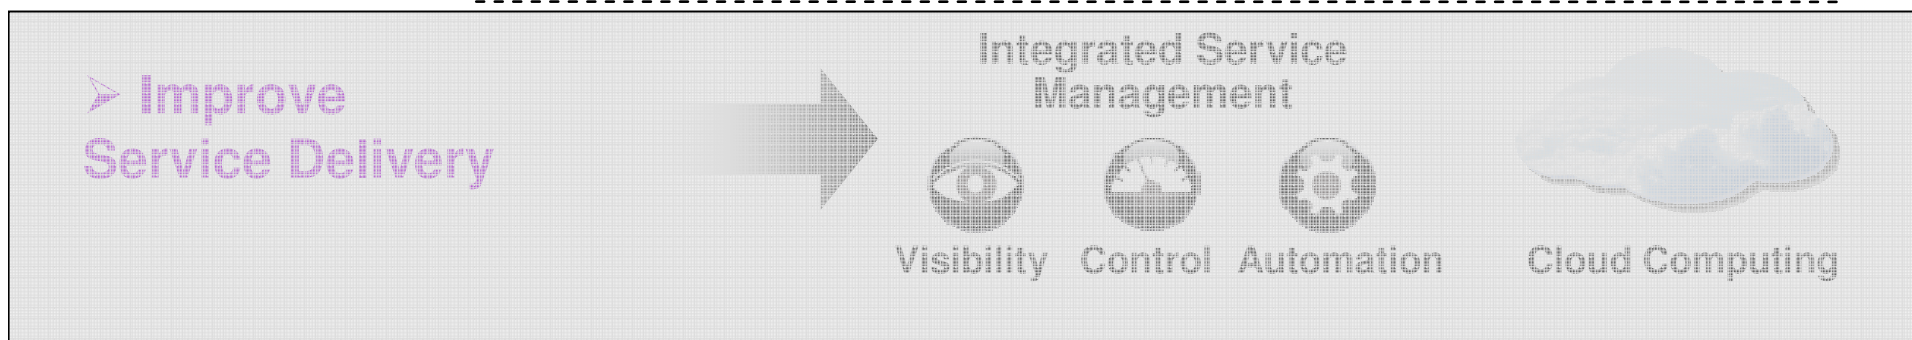 ➢ Improve
Service Delivery
Integrated Service
Management
Visibility
Control
Automation
Cloud Computing